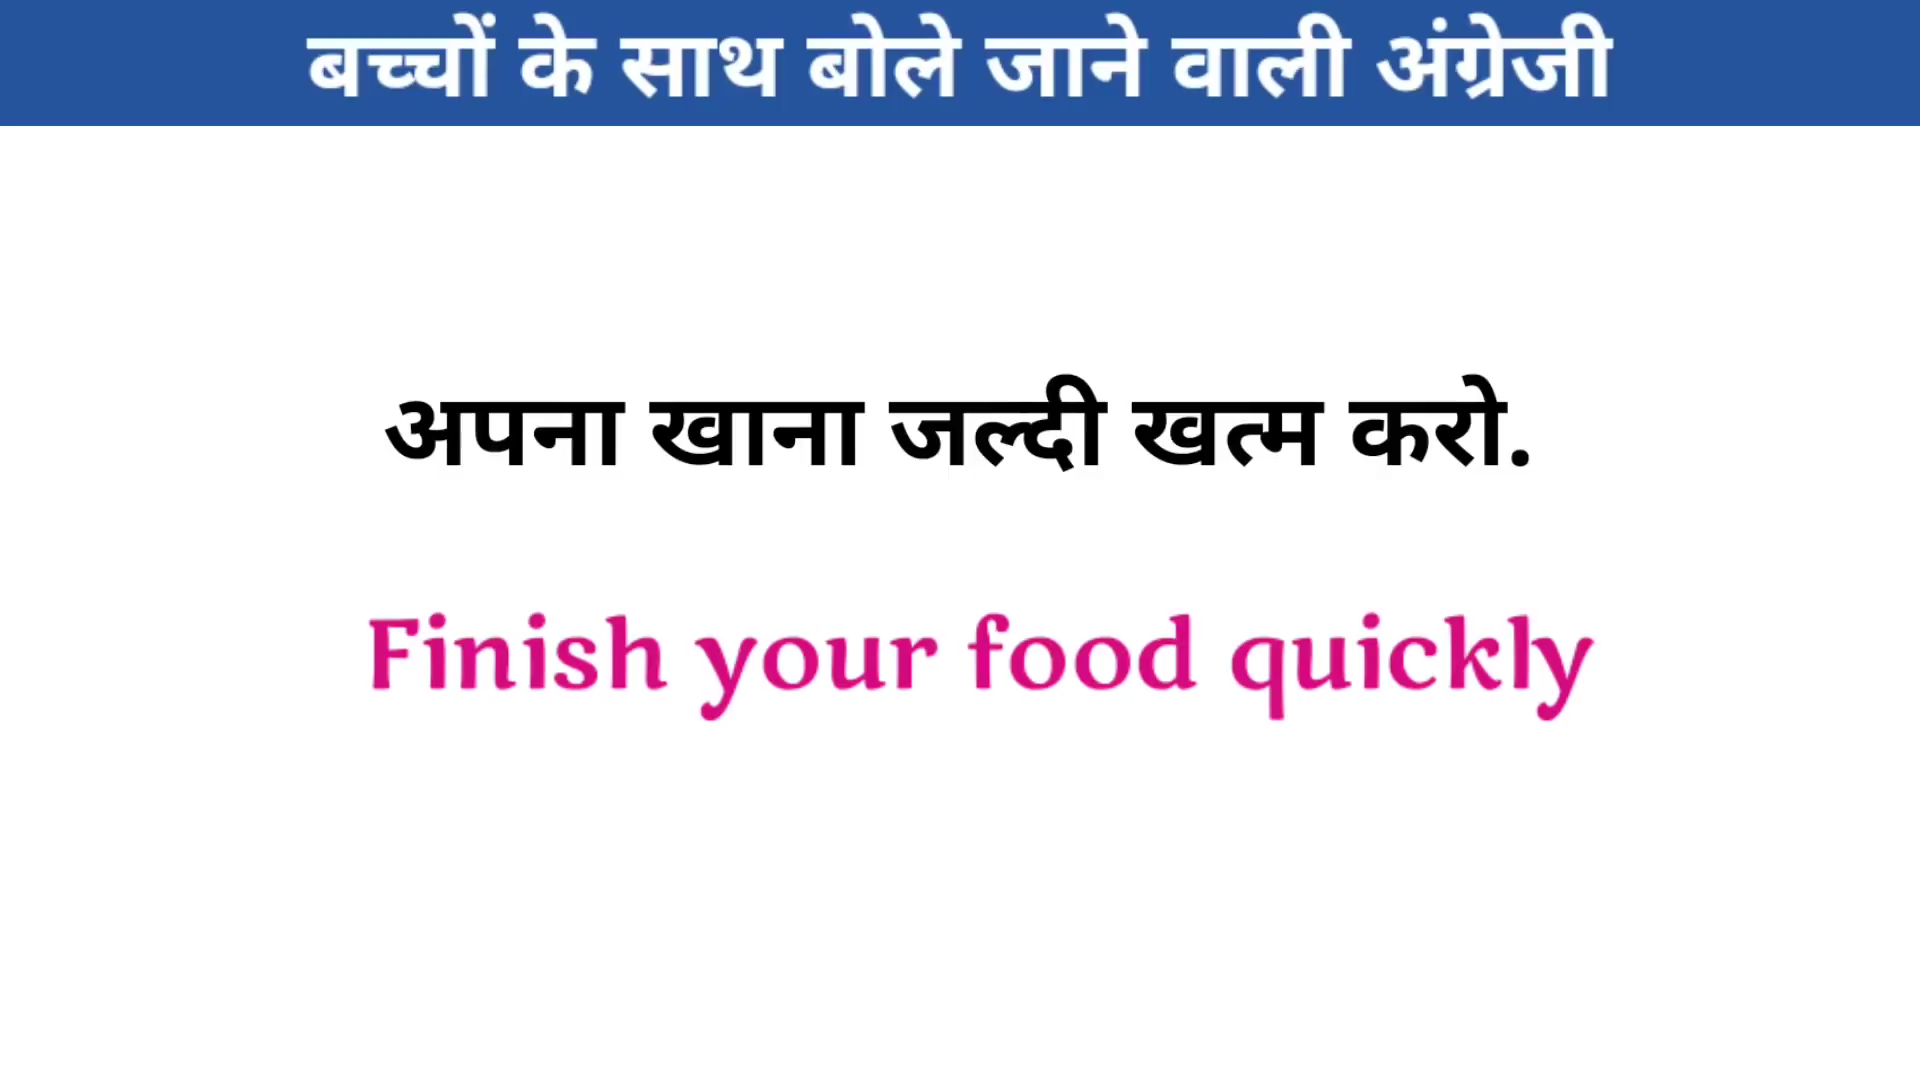 बच्चों के साथ बोले जाने वाली अंग्रेजी
अपना खाना जल्दी खत्म करो.
Finish your food quickly